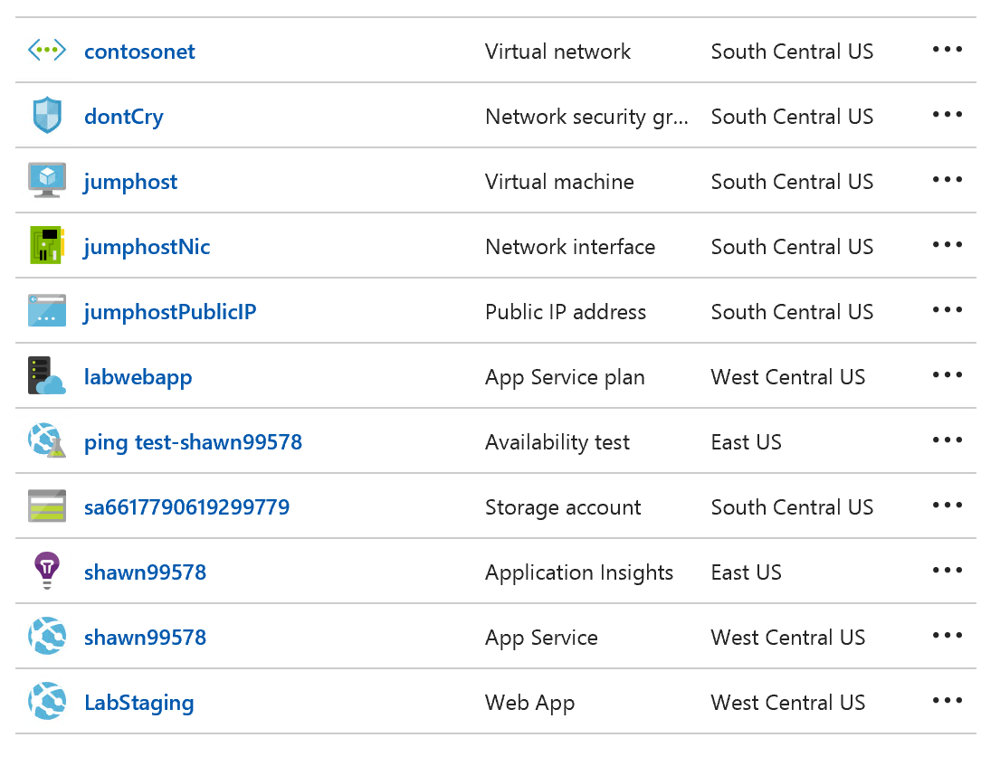 contosonet Virtual network South Central US
dontCry Network security gr... South Central US
jumphost Virtual machine South Central US
jumphostNic Network interface South Central US
jumphostPublicIP Public IP address South Central US
labwebapp App Service plan West Central US
ping test-shawn99578 Availability test East US
sa6617790619299779 Storage account South Central US
shawn99578 Application Insights East US
shawn99578 App Service West Central US
LabStaging Web App West Central US